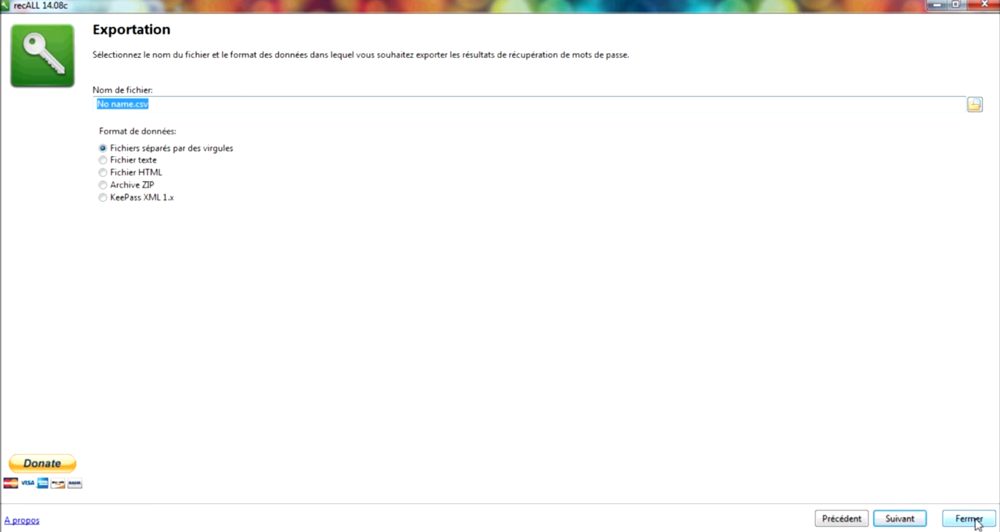 recALL 14.08c
Exportation
Sélectionnez le nom du fichier et le format des données dans lequel vous souhaitez exporter les résultats de récupération de mots de passe.
Nom de fichier:
No name.csv
Format de données:
Fichiers séparés par des virgules
Fichier texte
Fichier HTML
Archive ZIP
KeePass XML 1.x
Donate
VISA
BANK
A propos
Précédent
Suivant
Fermer